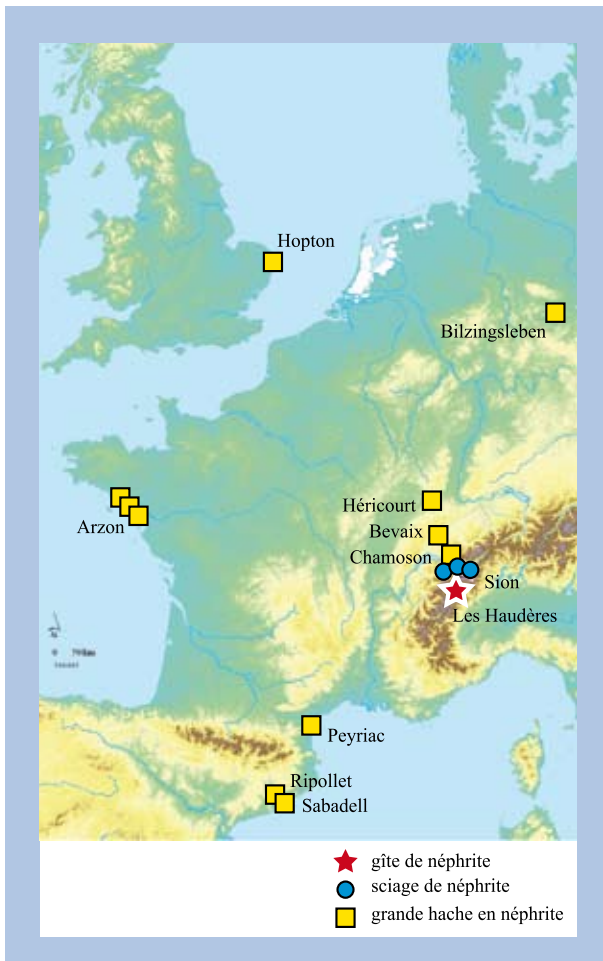 Hopton
Bilzingsleben
Héricourt
Bevaix
Arzon
Chamoson
Sion
Les Haudères
Peyriac
Ripollet
Sabadell
gîte de néphrite
sciage de néphrite
grande hache en néphrite